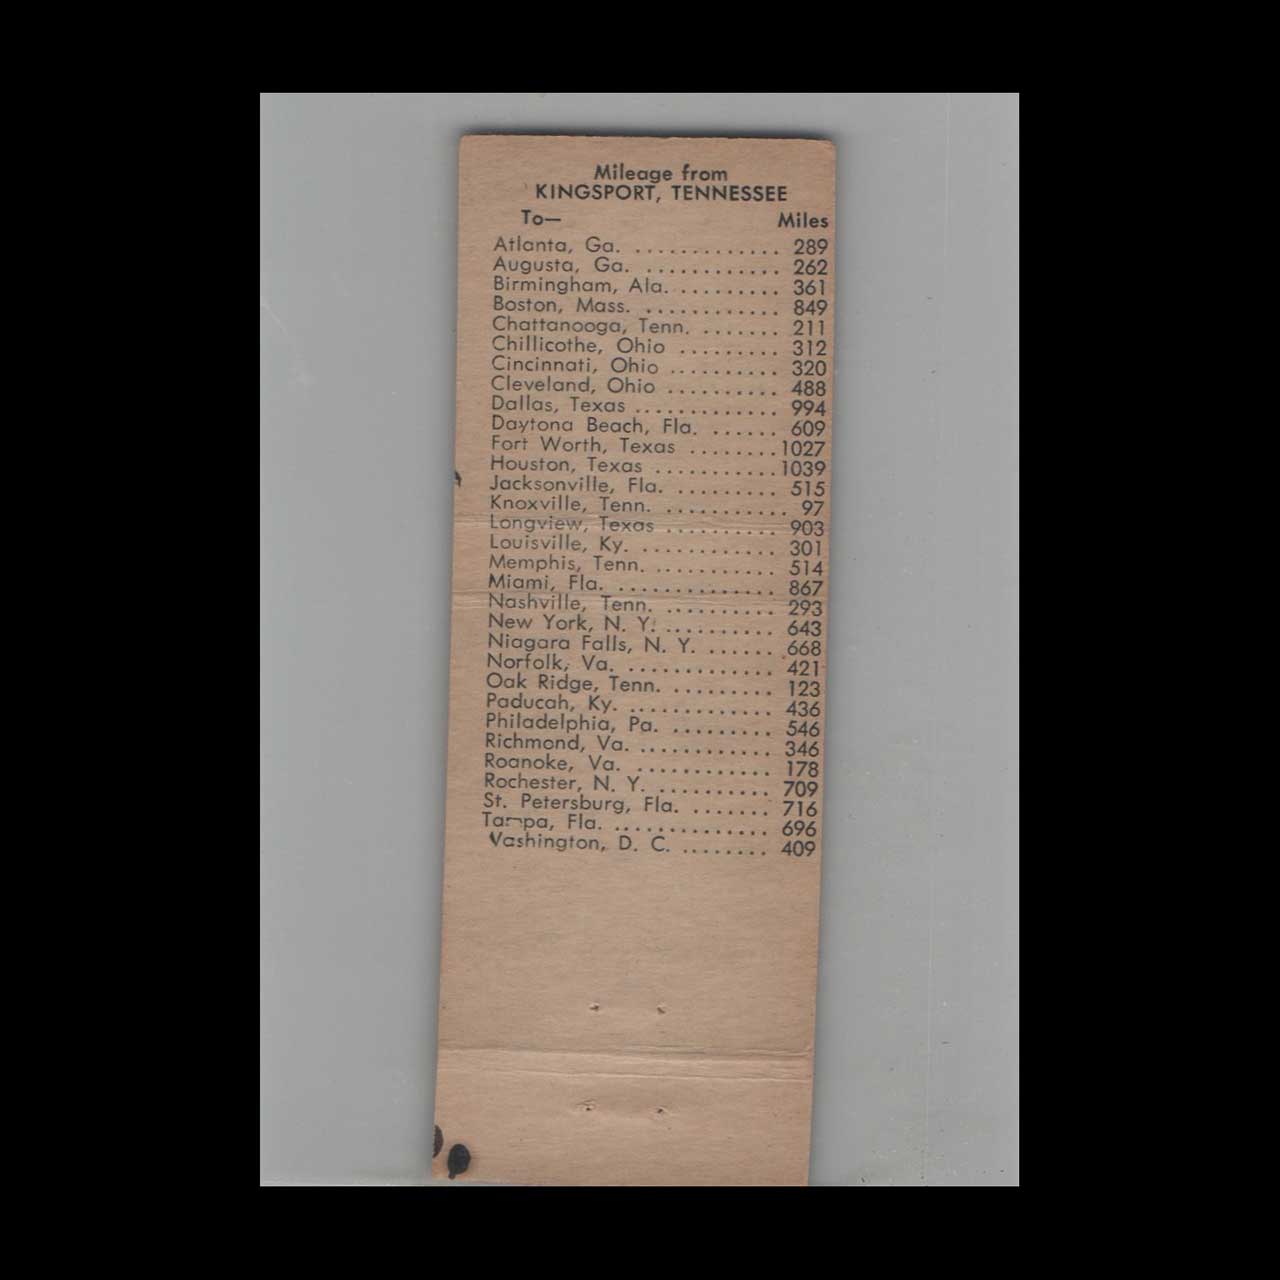 Mileage from
KINGSPORT, TENNESSEE
To— Miles
Atlanta, Ga. .............. 289
Augusta, Ga. ............ 262
Birmingham, Ala. ......... 361
Boston, Mass. ............ 849
Chattanooga, Tenn. ....... 211
Chillicothe, Ohio ......... 312
Cincinnati, Ohio .......... 320
Cleveland, Ohio .......... 488
Dallas, Texas ............. 994
Daytona Beach, Fla. ...... 609
Fort Worth, Texas ........1027
Houston, Texas ...........1039
Jacksonville, Fla. ......... 515
Knoxville, Tenn. ........... 97
Longview, Texas .......... 903
Louisville, Ky. ............ 301
Memphis, Tenn. ........... 514
Miami, Fla. .............. 867
Nashville, Tenn. .......... 293
New York, N. Y. .......... 643
Niagara Falls, N. Y. ...... 668
Norfolk, Va. ............. 421
Oak Ridge, Tenn. ......... 123
Paducah, Ky. ............. 436
Philadelphia, Pa. ......... 546
Richmond, Va. ............ 346
Roanoke, Va. ............ 178
Rochester, N. Y. .......... 709
St. Petersburg, Fla. ....... 716
Tampa, Fla. .............. 696
Washington, D. C. ........ 409